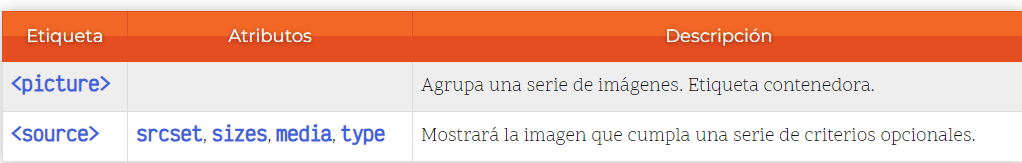 Etiqueta Atributos Descripción
<picture> Agrupa una serie de imágenes. Etiqueta contenedora.
<source> srcset, sizes, media, type Mostrará la imagen que cumpla una serie de criterios opcionales.